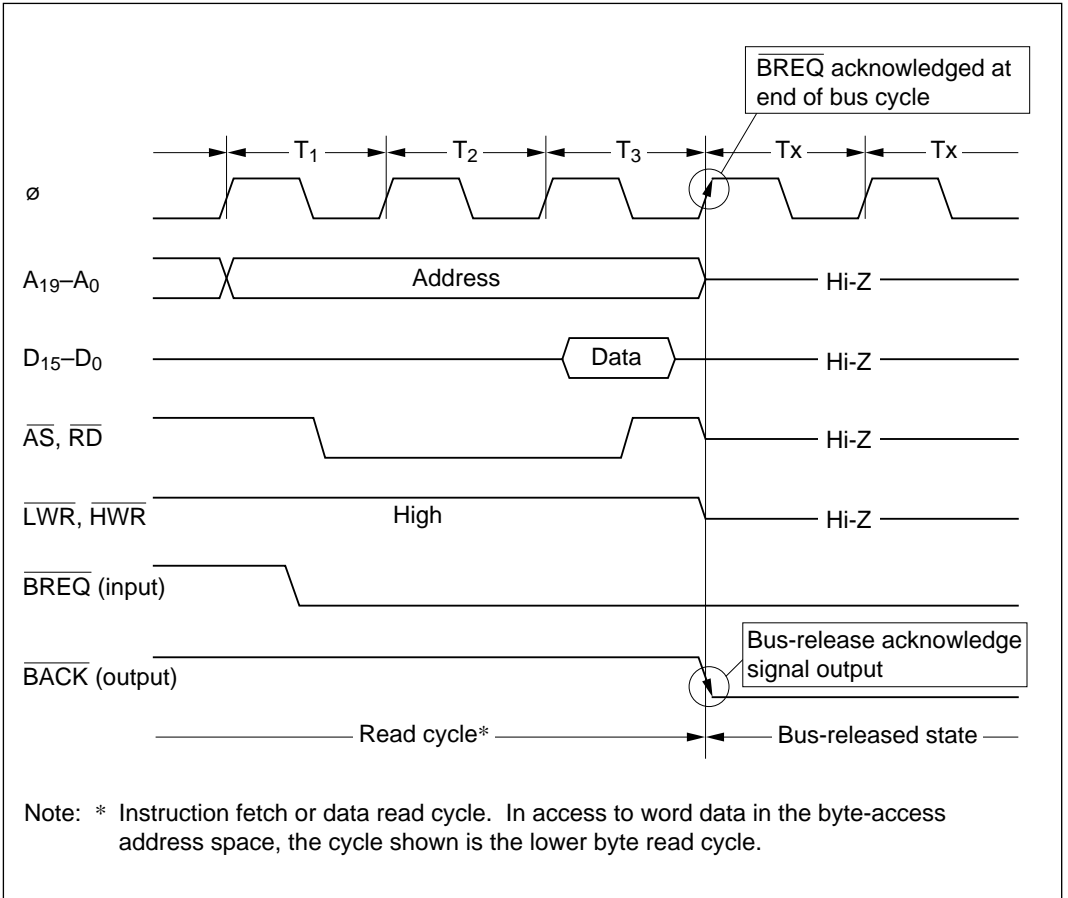 BREQ acknowledged at
end of bus cycle
T1 T2 T3 Tx Tx
ø
A19–A0 Address Hi-Z
D15–D0 Data Hi-Z
AS, RD Hi-Z
LWR, HWR High Hi-Z
BREQ (input)
Bus-release acknowledge
signal output
BACK (output)
Read cycle* Bus-released state
Note: * Instruction fetch or data read cycle. In access to word data in the byte-access
address space, the cycle shown is the lower byte read cycle.